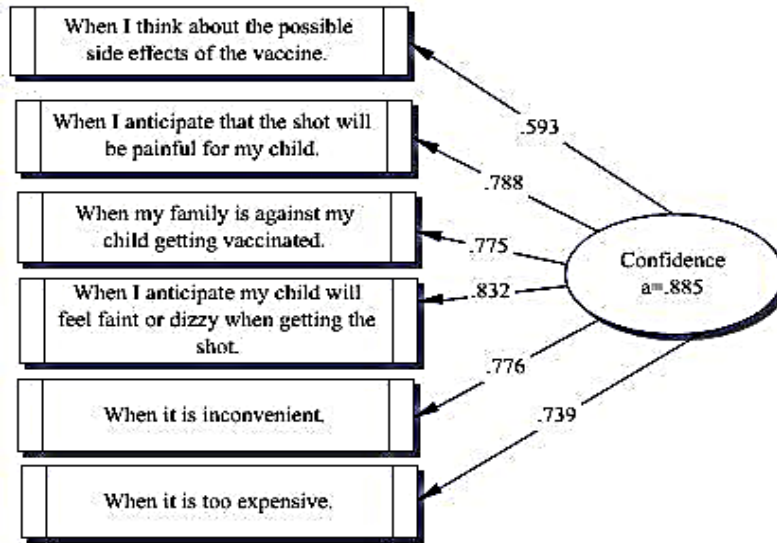 When I think about the possible
side effects of the vaccine.
.593
When I anticipate that the shot will
be painful for my child.
.788
When my family is against my
child getting vaccinated.
.775
Confidence
a=.885
When I anticipate my child will
feel faint or dizzy when getting the
shot.
.832
When it is inconvenient.
.776
When it is too expensive.
.739